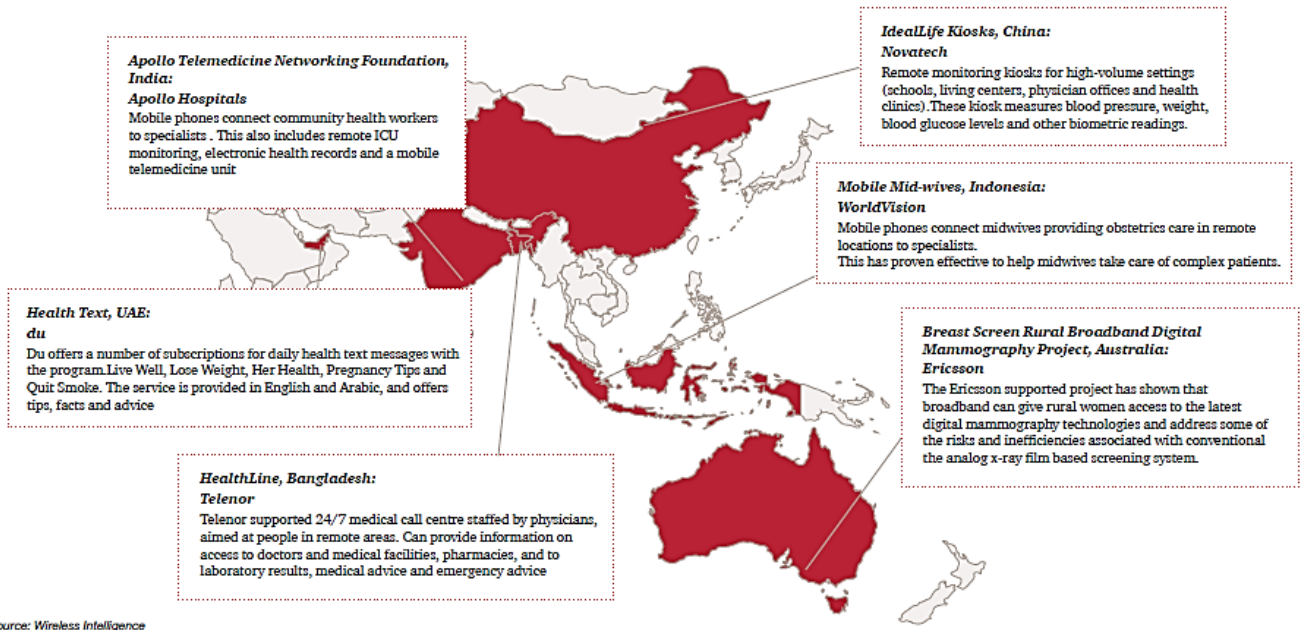 Apollo Telemedicine Networking Foundation,
India:
Apollo Hospitals
Mobile phones connect community health workers
to specialists . This also includes remote ICU
monitoring, electronic health records and a mobile
telemedicine unit
IdealLife Kiosks, China:
Novatech
Remote monitoring kiosks for high-volume settings
(schools, living centers, physician offices and health
clinics).These kiosk measures blood pressure, weight,
blood glucose levels and other biometric readings.
Mobile Mid-wives, Indonesia:
WorldVision
Mobile phones connect midwives providing obstetrics care in remote
locations to specialists.
This has proven effective to help midwives take care of complex patients.
Health Text, UAE:
du
Du offers a number of subscriptions for daily health text messages with
the program.Live Well, Lose Weight, Her Health, Pregnancy Tips and
Quit Smoke. The service is provided in English and Arabic, and offers
tips, facts and advice
Breast Screen Rural Broadband Digital
Mammography Project, Australia:
Ericsson
The Ericsson supported project has shown that
broadband can give rural women access to the latest
digital mammography technologies and address some of
the risks and inefficiencies associated with conventional
the analog x-ray film based screening system.
HealthLine, Bangladesh:
Telenor
Telenor supported 24/7 medical call centre staffed by physicians,
aimed at people in remote areas. Can provide information on
access to doctors and medical facilities, pharmacies, and to
laboratory results, medical advice and emergency advice
ource: Wireless Intelligence